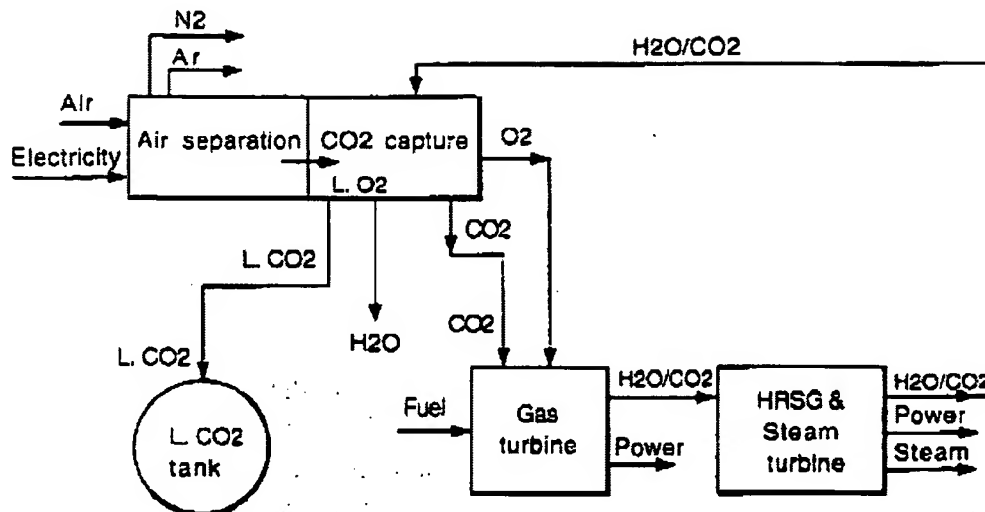 N2
Ar
H2O/CO2
Air
Air separation
CO2 capture
O2
Electricity
L. O2
CO2
L. CO2
H2O
CO2
L. CO2
H2O/CO2
H2O/CO2
Fuel
Gas
turbine
HRSG &
Steam
turbine
Power
Power
Steam
L. CO2
tank